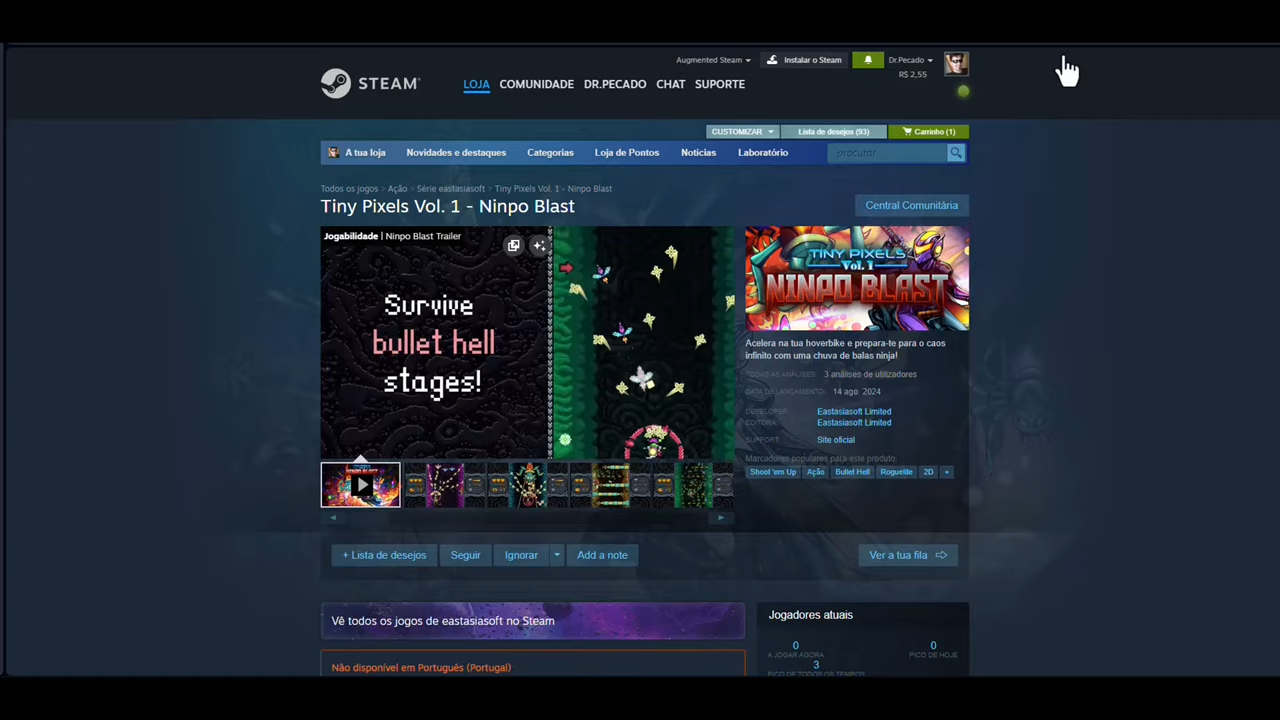 Augmented Steam
Instalar o Steam
Dr.Pecado
R$ 2,55
STEAM
LOJA COMUNIDADE DR.PECADO CHAT SUPORTE
CUSTOMIZAR
Lista de desejos (93)
Carrinho (1)
A tua loja
Novidades e destaques
Categorias
Loja de Pontos
Notícias
Laboratório
procurar
Todos os jogos > Ação > Série eastasiasoft > Tiny Pixels Vol. 1 - Ninpo Blast
Tiny Pixels Vol. 1 - Ninpo Blast
Central Comunitária
Jogabilidade | Ninpo Blast Trailer
Survive
bullet hell
stages!
TINY PIXELS
Vol.1
NINPO BLAST
Acelera na tua hoverbike e prepara-te para o caos
infinito com uma chuva de balas ninja!
TODAS AS ANÁLISES: 3 análises de utilizadores
DATA DE LANÇAMENTO: 14 ago. 2024
DEVELOPER: Eastasiasoft Limited
EDITORA: Eastasiasoft Limited
SUPPORT: Site oficial
Marcadores populares para este produto:
Shoot 'em Up Ação Bullet Hell Roguelite 2D +
+ Lista de desejos
Seguir
Ignorar
Add a note
Ver a tua fila
Vê todos os jogos de eastasiasoft no Steam
Não disponível em Português (Portugal)
Jogadores atuais
0
A JOGAR AGORA
0
PICO DE HOJE
3
PICO DE TODOS OS TEMPOS